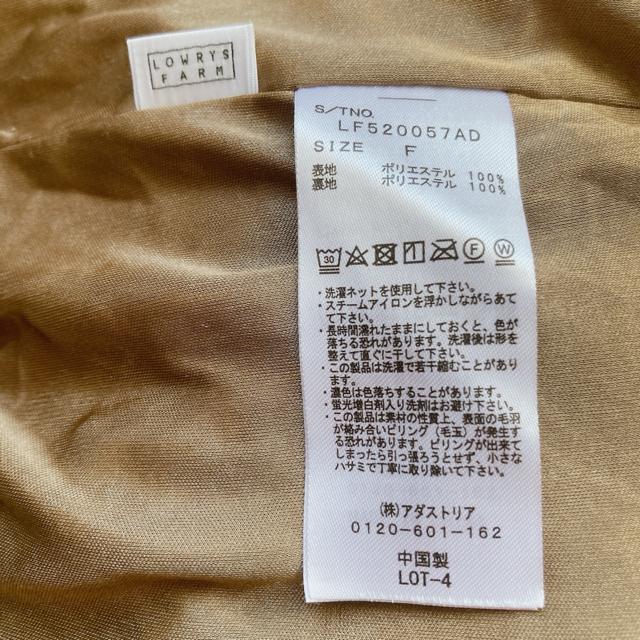 LOWRYS
FARM
S/TNO.
LF520057AD
SIZE F
表地 ポリエステル 100%
裏地 ポリエステル 100%
30
F
W
・洗濯ネットを使用して下さい。
・スチームアイロンを浮かしながらあて
て下さい。
・長時間濡れたままにしておくと、色が
落ちる恐れがあります。洗濯後は形を
整えて直ぐに干して下さい。
・この製品は洗濯で若干縮むことがあり
ます。
・濃色は色落ちすることがあります。
・蛍光増白剤入り洗剤はお避け下さい。
・この製品は素材の性質上、表面の毛羽
が絡み合いピリング(毛玉)が発生す
る恐れがあります。ピリングが出来て
しまったら引っ張ろうとせず、小さな
ハサミで丁寧に取り除いて下さい。
(株)アダストリア
0120-601-162
中国製
LOT-4